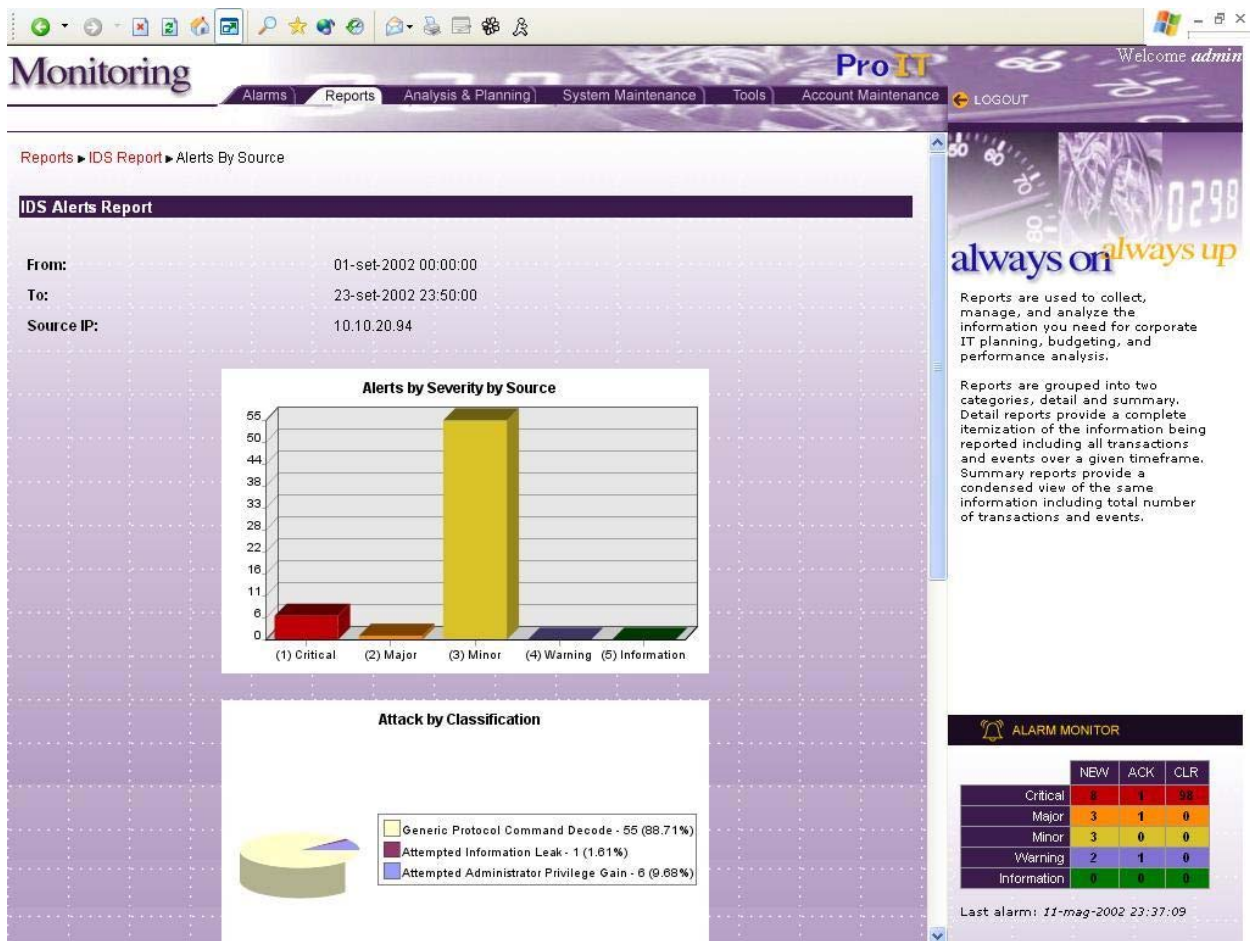 Monitoring
ProIT
Welcome admin
Alarms Reports Analysis & Planning System Maintenance Tools Account Maintenance
LOGOUT
Reports ► IDS Report ► Alerts By Source
IDS Alerts Report
From: 01-set-2002 00:00:00
To: 23-set-2002 23:50:00
Source IP: 10.10.20.94
Alerts by Severity by Source
55
50
44
38
33
28
22
16
11
6
0
(1) Critical (2) Major (3) Minor (4) Warning (5) Information
Attack by Classification
Generic Protocol Command Decode - 55 (88.71%)
Attempted Information Leak - 1 (1.61%)
Attempted Administrator Privilege Gain - 6 (9.68%)
50 60
70
80
0298
always on always up
Reports are used to collect,
manage, and analyze the
information you need for corporate
IT planning, budgeting, and
performance analysis.
Reports are grouped into two
categories, detail and summary.
Detail reports provide a complete
itemization of the information being
reported including all transactions
and events over a given timeframe.
Summary reports provide a
condensed view of the same
information including total number
of transactions and events.
ALARM MONITOR
NEW ACK CLR
Critical 8 1 98
Major 3 1 0
Minor 3 0 0
Warning 2 1 0
Information 0 0 0
Last alarm: 11-mag-2002 23:37:09